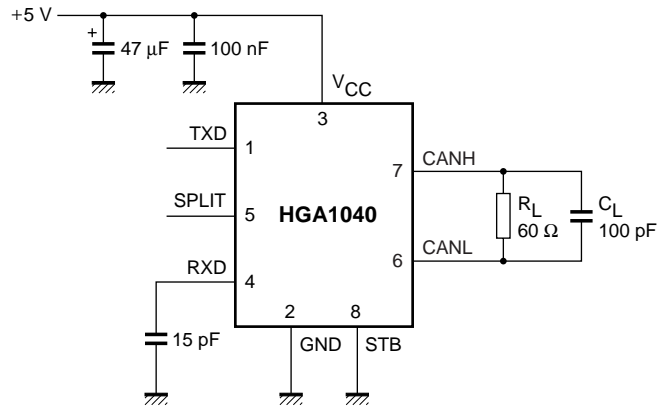 +5 V
+
47 μF
100 nF
VCC
3
TXD
1
7
CANH
SPLIT
5
HGA1040
RL
60 Ω
CL
100 pF
6
CANL
RXD
4
2
8
15 pF
GND
STB